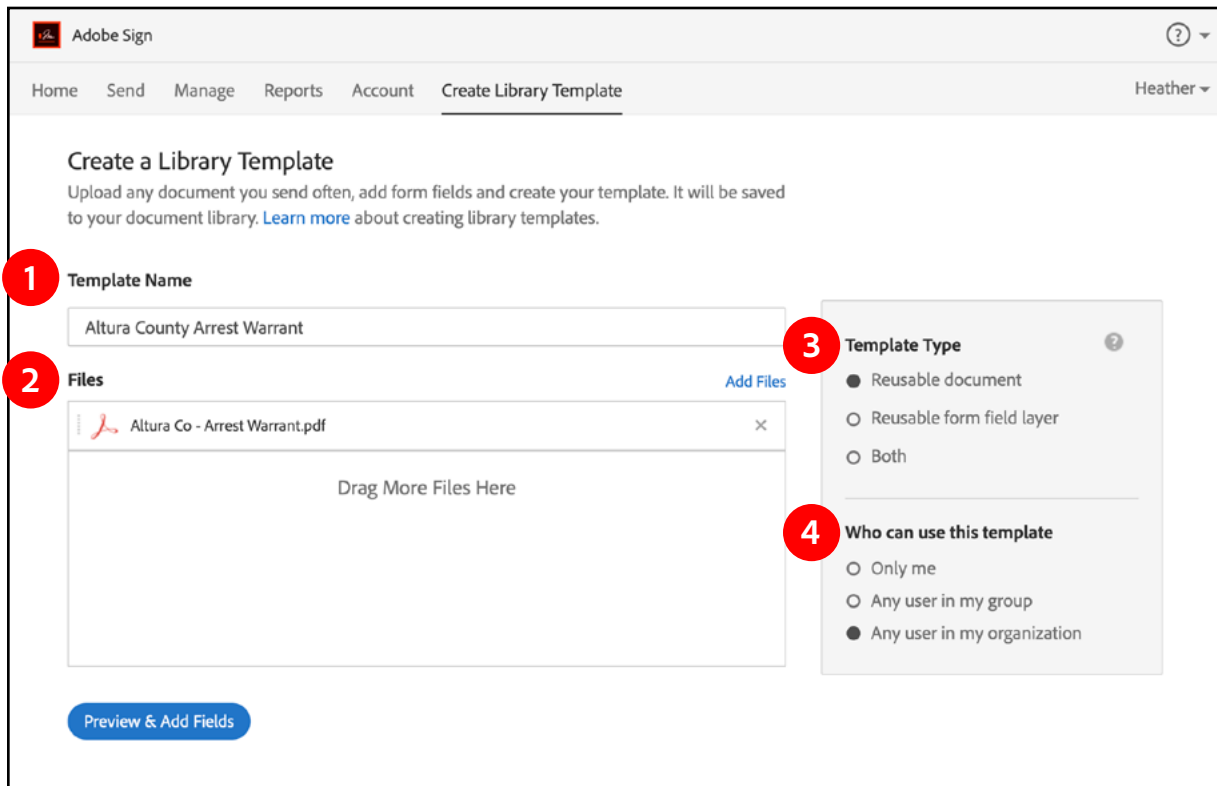 Adobe Sign
?
Home Send Manage Reports Account Create Library Template Heather
Create a Library Template
Upload any document you send often, add form fields and create your template. It will be saved
to your document library. Learn more about creating library templates.
1 Template Name
Altura County Arrest Warrant
2 Files Add Files
Altura Co - Arrest Warrant.pdf ×
Drag More Files Here
3 Template Type ?
Reusable document
Reusable form field layer
Both
4 Who can use this template
Only me
Any user in my group
Any user in my organization
Preview & Add Fields